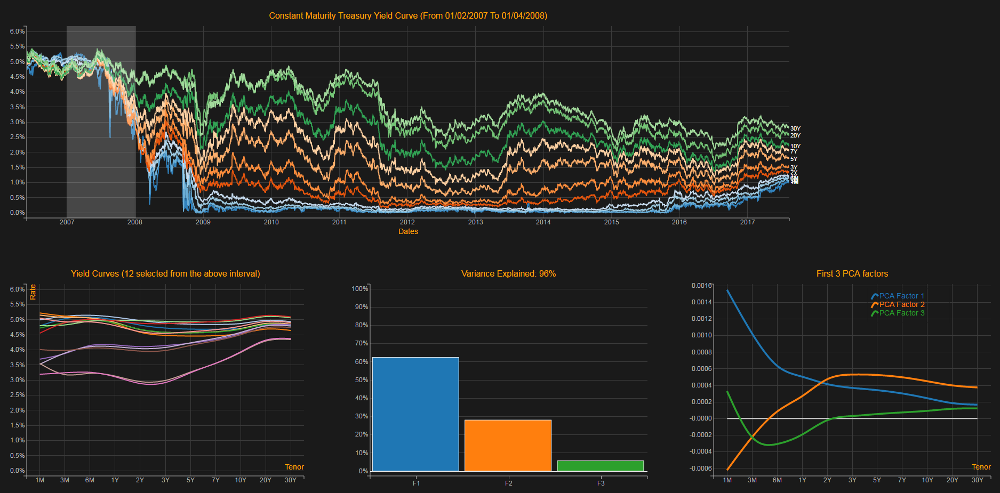 Constant Maturity Treasury Yield Curve (From 01/02/2007 To 01/04/2008)
6.0%
5.5%
5.0%
4.5%
4.0%
3.5%
3.0%
2.5%
2.0%
1.5%
1.0%
0.5%
0.0%
30Y
20Y
10Y
7Y
5Y
3Y
2Y
1M
2007 2008 2009 2010 2011 2012 2013 2014 2015 2016 2017
Dates
Yield Curves (12 selected from the above interval)
Rate
6.0%
5.5%
5.0%
4.5%
4.0%
3.5%
3.0%
2.5%
2.0%
1.5%
1.0%
0.5%
0.0%
Tenor
1M 3M 6M 1Y 2Y 3Y 5Y 7Y 10Y 20Y 30Y
Variance Explained: 96%
100%
90%
80%
70%
60%
50%
40%
30%
20%
10%
0%
F1 F2 F3
First 3 PCA factors
PCA Factor 1
PCA Factor 2
PCA Factor 3
0.0016
0.0014
0.0012
0.0010
0.0008
0.0006
0.0004
0.0002
-0.0000
-0.0002
-0.0004
-0.0006
Tenor
1M 3M 6M 1Y 2Y 3Y 5Y 7Y 10Y 20Y 30Y